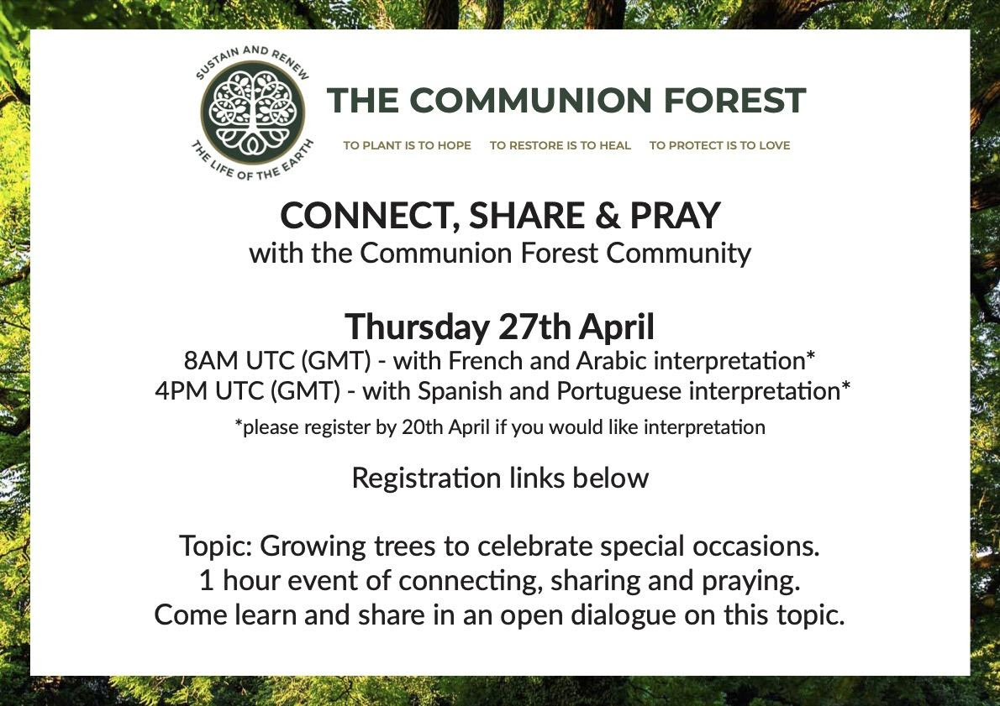 SUSTAIN AND RENEW
THE LIFE OF THE EARTH
THE COMMUNION FOREST
TO PLANT IS TO HOPE TO RESTORE IS TO HEAL TO PROTECT IS TO LOVE
CONNECT, SHARE & PRAY
with the Communion Forest Community
Thursday 27th April
8AM UTC (GMT) - with French and Arabic interpretation*
4PM UTC (GMT) - with Spanish and Portuguese interpretation*
*please register by 20th April if you would like interpretation
Registration links below
Topic: Growing trees to celebrate special occasions.
1 hour event of connecting, sharing and praying.
Come learn and share in an open dialogue on this topic.